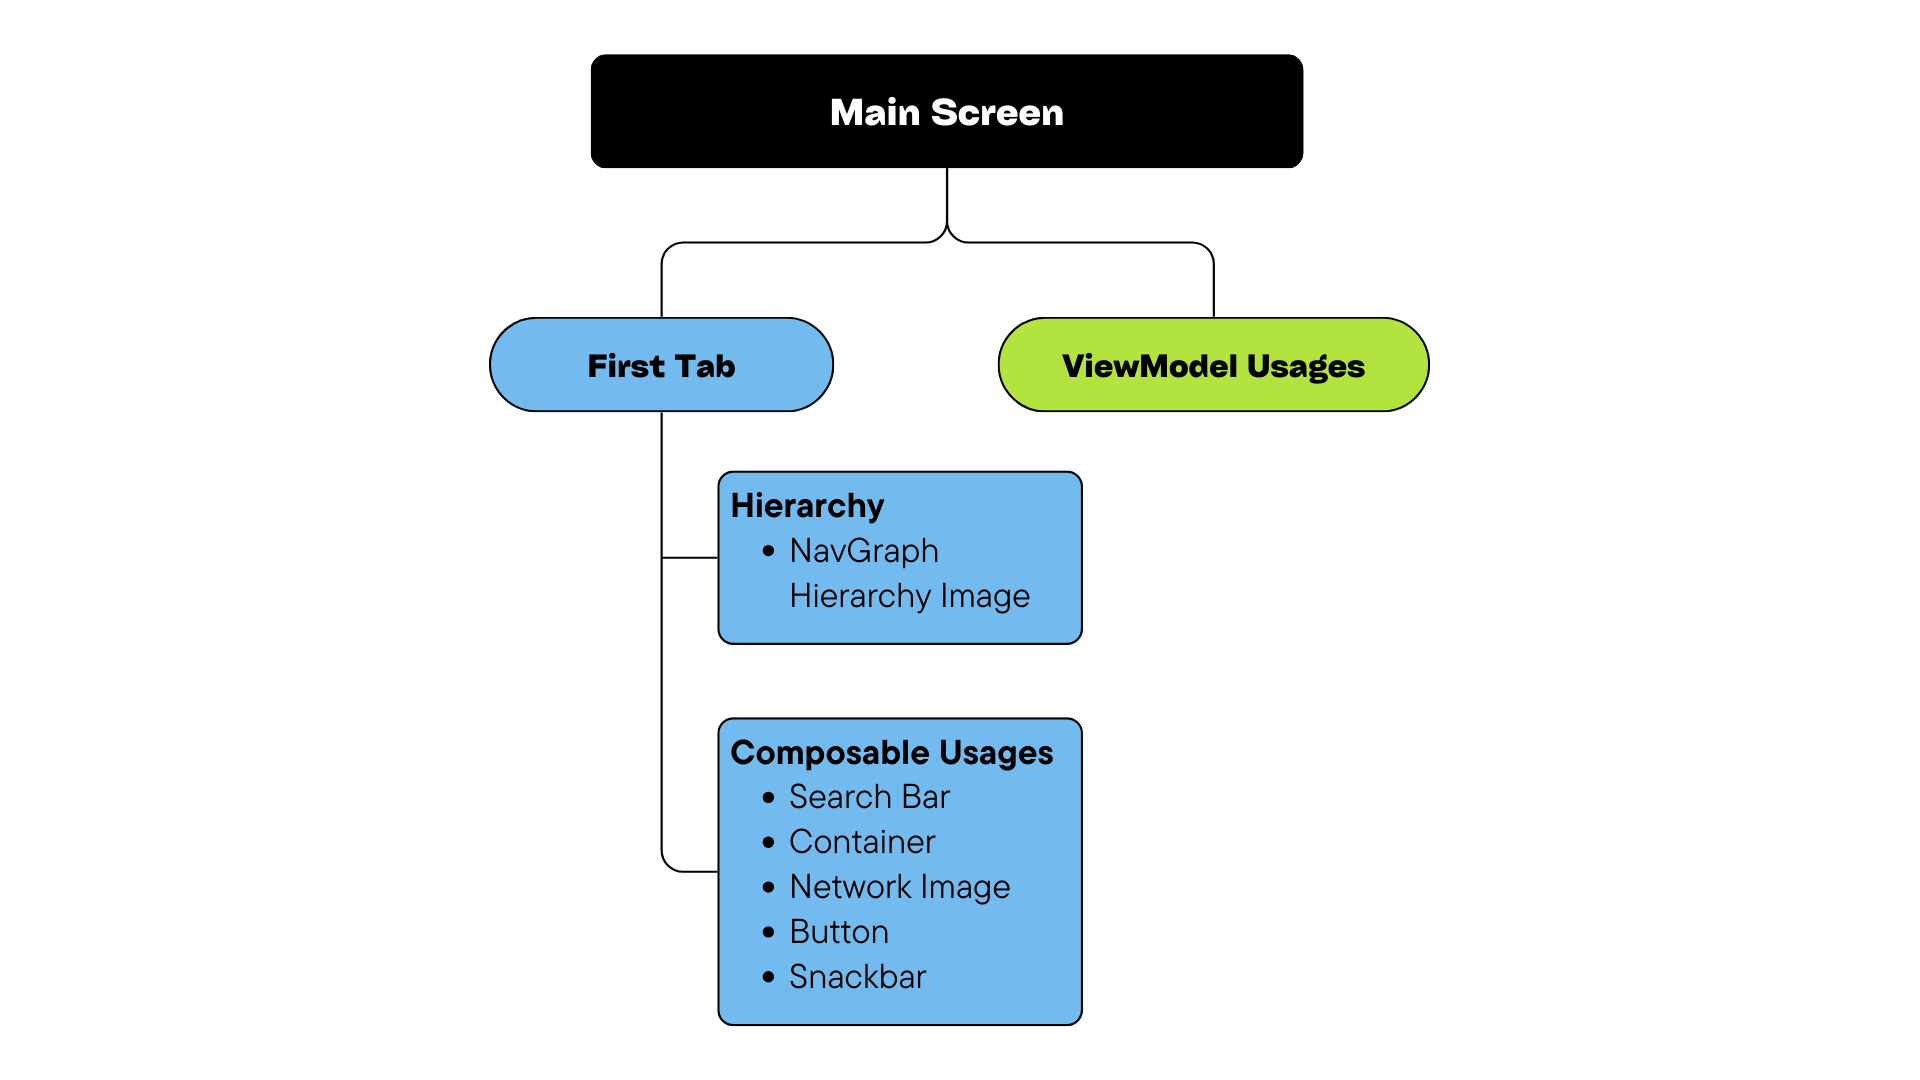 Main Screen
First Tab
ViewModel Usages
Hierarchy
• NavGraph
Hierarchy Image
Composable Usages
• Search Bar
• Container
• Network Image
• Button
• Snackbar